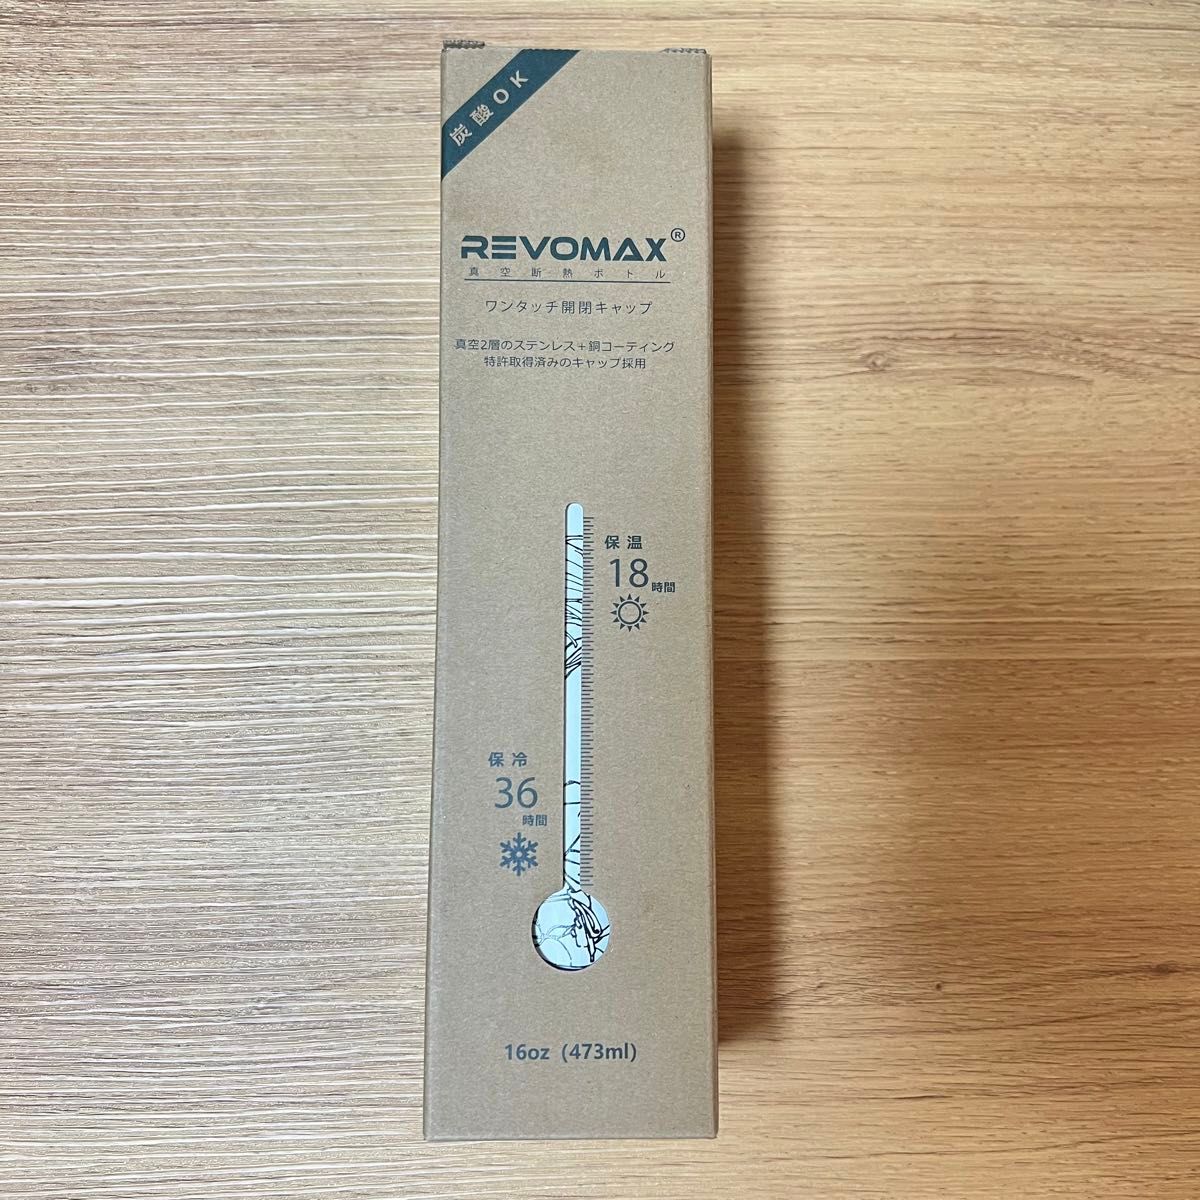 炭酸OK
REVOMAX®
真空断熱ボトル
ワンタッチ開閉キャップ
真空2層のステンレス+銅コーティング
特許取得済みのキャップ採用
保温
18時間
保冷
36
時間
16oz (473ml)